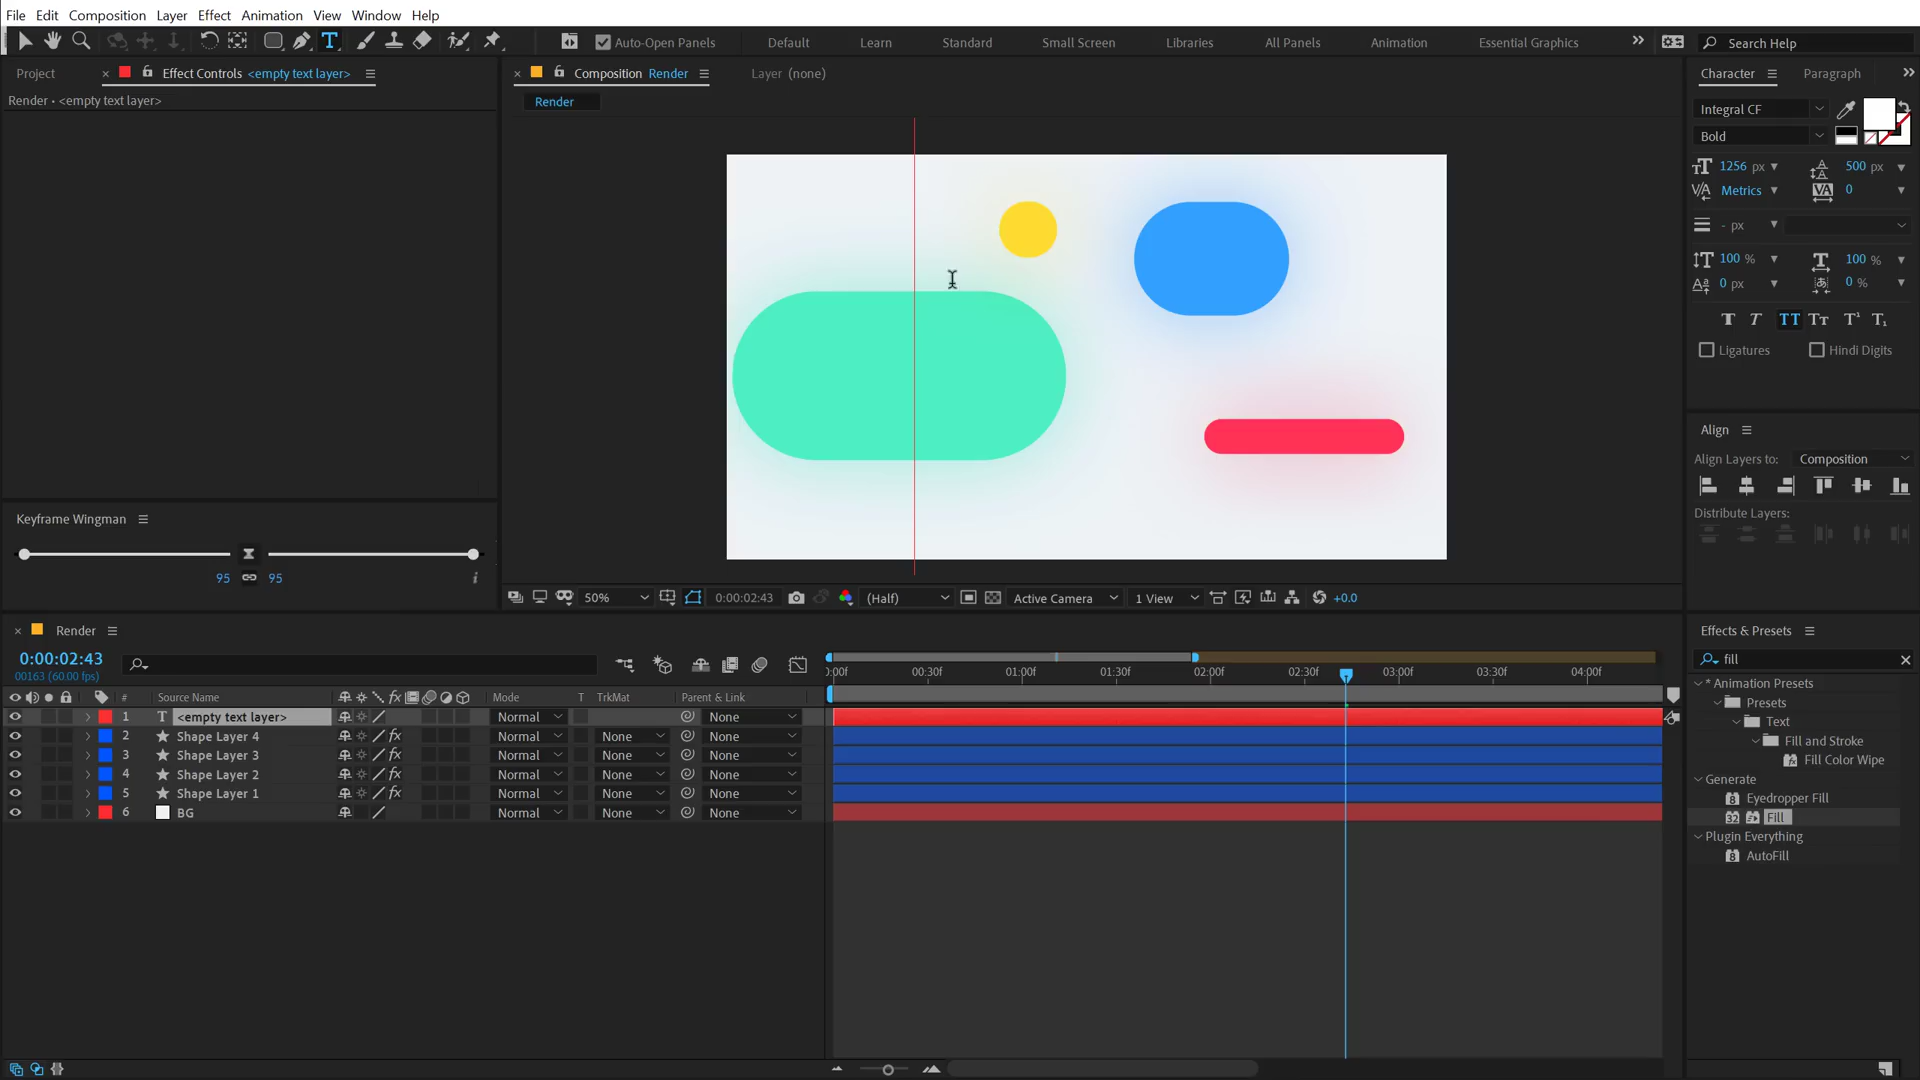 File Edit Composition Layer Effect Animation View Window Help
Auto-Open Panels Default Learn Standard Small Screen Libraries All Panels Animation Essential Graphics Search Help
Project Effect Controls <empty text layer> Composition Render Layer (none) Character Paragraph
Render • <empty text layer>
Render
Integral CF
Bold
1256 px 500 px
Metrics 0
- px
100 % 100 %
0 px 0 %
Ligatures Hindi Digits
Align
Align Layers to: Composition
Distribute Layers:
Keyframe Wingman
95 95
50% 0:00:02:43 (Half) Active Camera 1 View +0.0
Render
0:00:02:43
00163 (60.00 fps)
:00f 00:30f 01:00f 01:30f 02:00f 02:30f 03:00f 03:30f 04:00f
# Source Name Mode T TrkMat Parent & Link
1 T <empty text layer> Normal None
2 Shape Layer 4 Normal None None
3 Shape Layer 3 Normal None None
4 Shape Layer 2 Normal None None
5 Shape Layer 1 Normal None None
6 BG Normal None None
Effects & Presets
fill
* Animation Presets
Presets
Text
Fill and Stroke
Fill Color Wipe
Generate
8 Eyedropper Fill
32 Fill
Plugin Everything
8 AutoFill